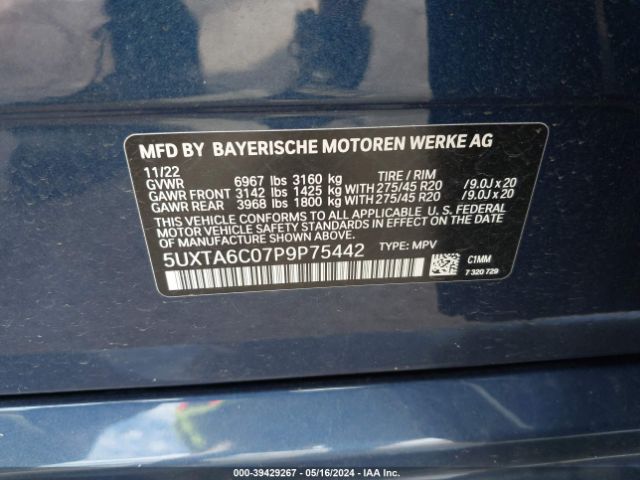 MFD BY BAYERISCHE MOTOREN WERKE AG
11/22 TIRE / RIM
GVWR 6967 lbs 3160 kg
GAWR FRONT 3142 lbs 1425 kg WITH 275/45 R20 / 9.0J x 20
GAWR REAR 3968 lbs 1800 kg WITH 275/45 R20 / 9.0J x 20
THIS VEHICLE CONFORMS TO ALL APPLICABLE U. S. FEDERAL
MOTOR VEHICLE SAFETY STANDARDS IN EFFECT ON THE DATE OF
MANUFACTURE SHOWN ABOVE.
5UXTA6C07P9P75442 TYPE: MPV
C1MM
7 320 729
000-39429267 - 05/16/2024 - IAA Inc.